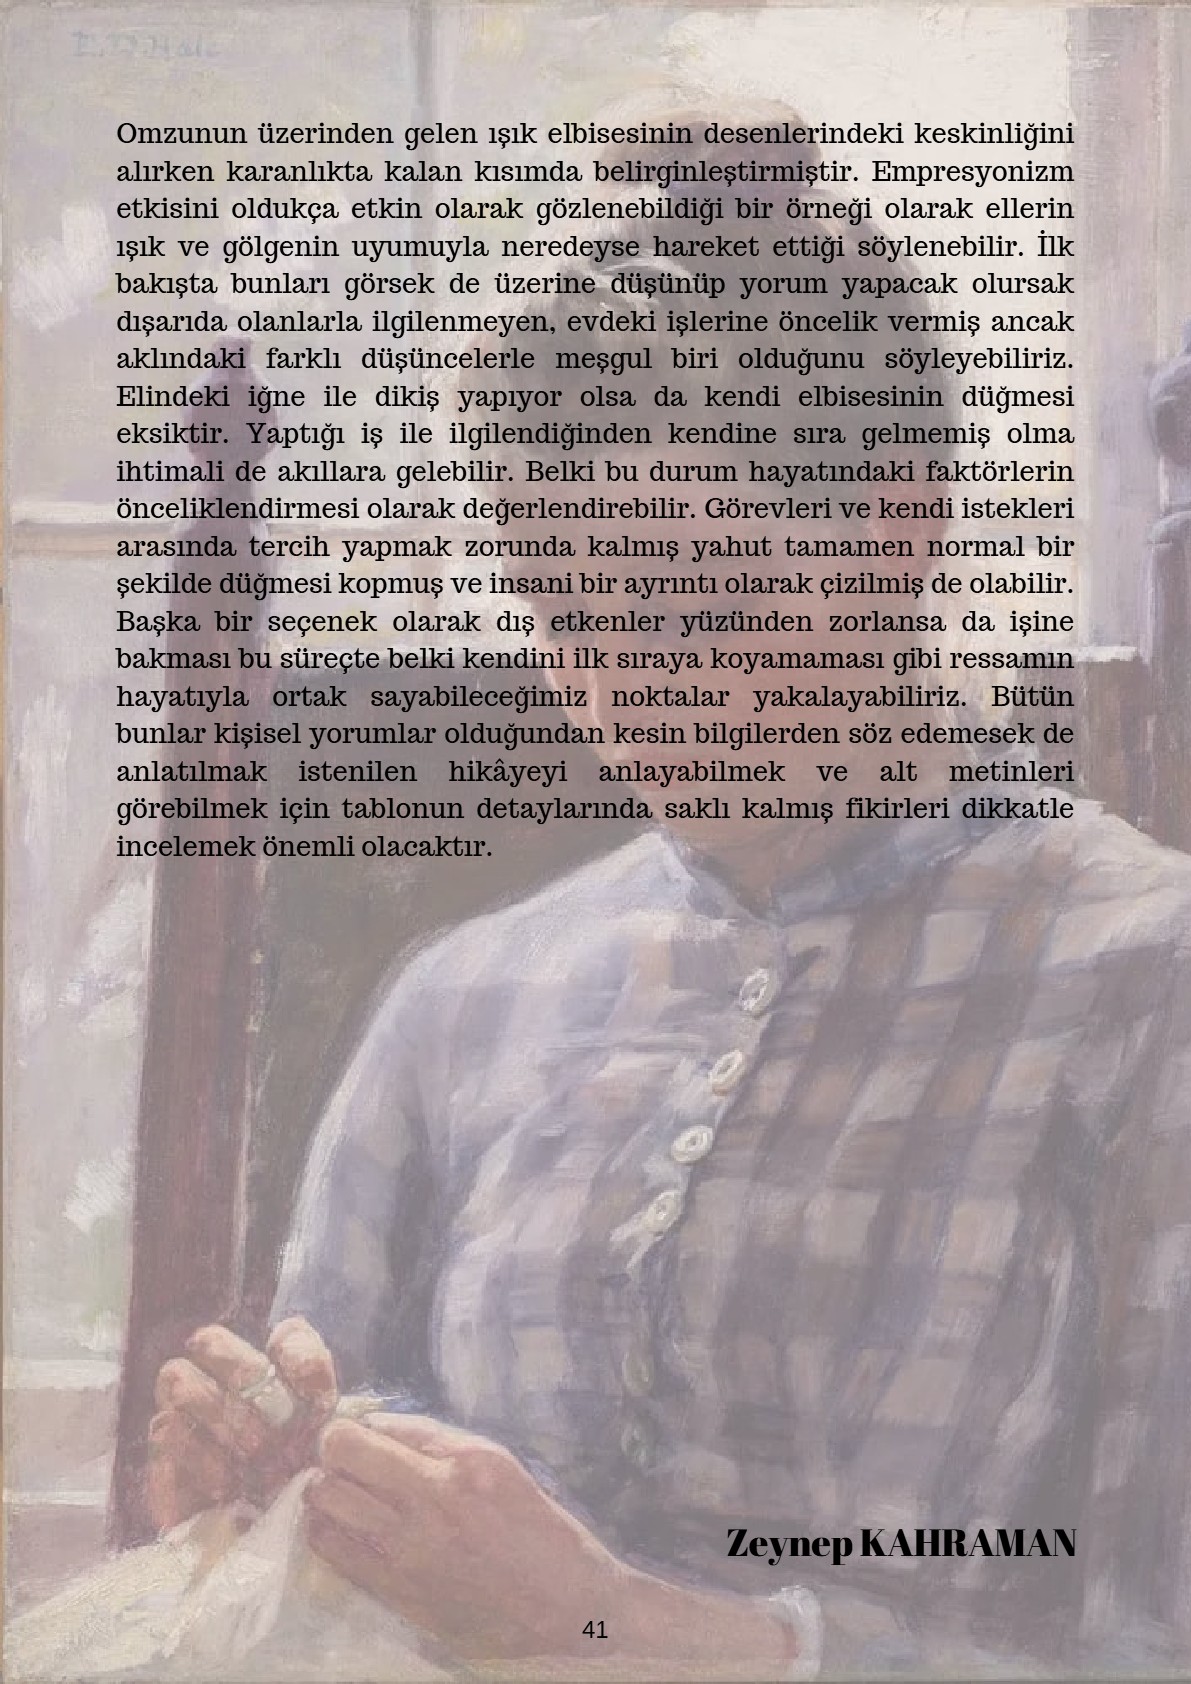 Omzunun üzerinden gelen ışık elbisesinin desenlerindeki keskinliğini
alırken karanlıkta kalan kısımda belirginleştirmiştir. Empresyonizm
etkisini oldukça etkin olarak gözlenebildiği bir örneği olarak ellerin
ışık ve gölgenin uyumuyla neredeyse hareket ettiği söylenebilir. İlk
bakışta bunları görsek de üzerine düşünüp yorum yapacak olursak
dışarıda olanlarla ilgilenmeyen, evdeki işlerine öncelik vermiş ancak
aklındaki farklı düşüncelerle meşgul biri olduğunu söyleyebiliriz.
Elindeki iğne ile dikiş yapıyor olsa da kendi elbisesinin düğmesi
eksiktir. Yaptığı iş ile ilgilendiğinden kendine sıra gelmemiş olma
ihtimali de akıllara gelebilir. Belki bu durum hayatındaki faktörlerin
önceliklendirmesi olarak değerlendirebilir. Görevleri ve kendi istekleri
arasında tercih yapmak zorunda kalmış yahut tamamen normal bir
şekilde düğmesi kopmuş ve insani bir ayrıntı olarak çizilmiş de olabilir.
Başka bir seçenek olarak dış etkenler yüzünden zorlansa da işine
bakması bu süreçte belki kendini ilk sıraya koyamaması gibi ressamın
hayatıyla ortak sayabileceğimiz noktalar yakalayabiliriz. Bütün
bunlar kişisel yorumlar olduğundan kesin bilgilerden söz edemesek de
anlatılmak istenilen hikâyeyi anlayabilmek ve alt metinleri
görebilmek için tablonun detaylarında saklı kalmış fikirleri dikkatle
incelemek önemli olacaktır.
Zeynep KAHRAMAN
41